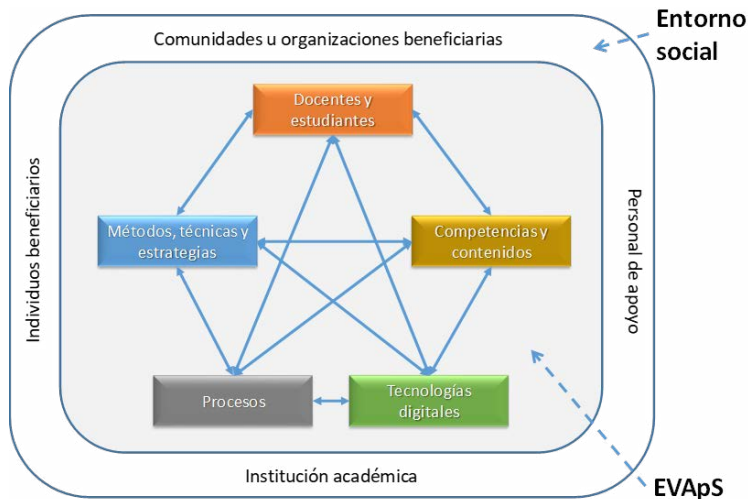 Entorno
social
Comunidades u organizaciones beneficiarias
Docentes y
estudiantes
Individuos beneficiarios
Métodos, técnicas y
estrategias
Competencias y
contenidos
Personal de apoyo
Procesos
Tecnologías
digitales
Institución académica
EVApS